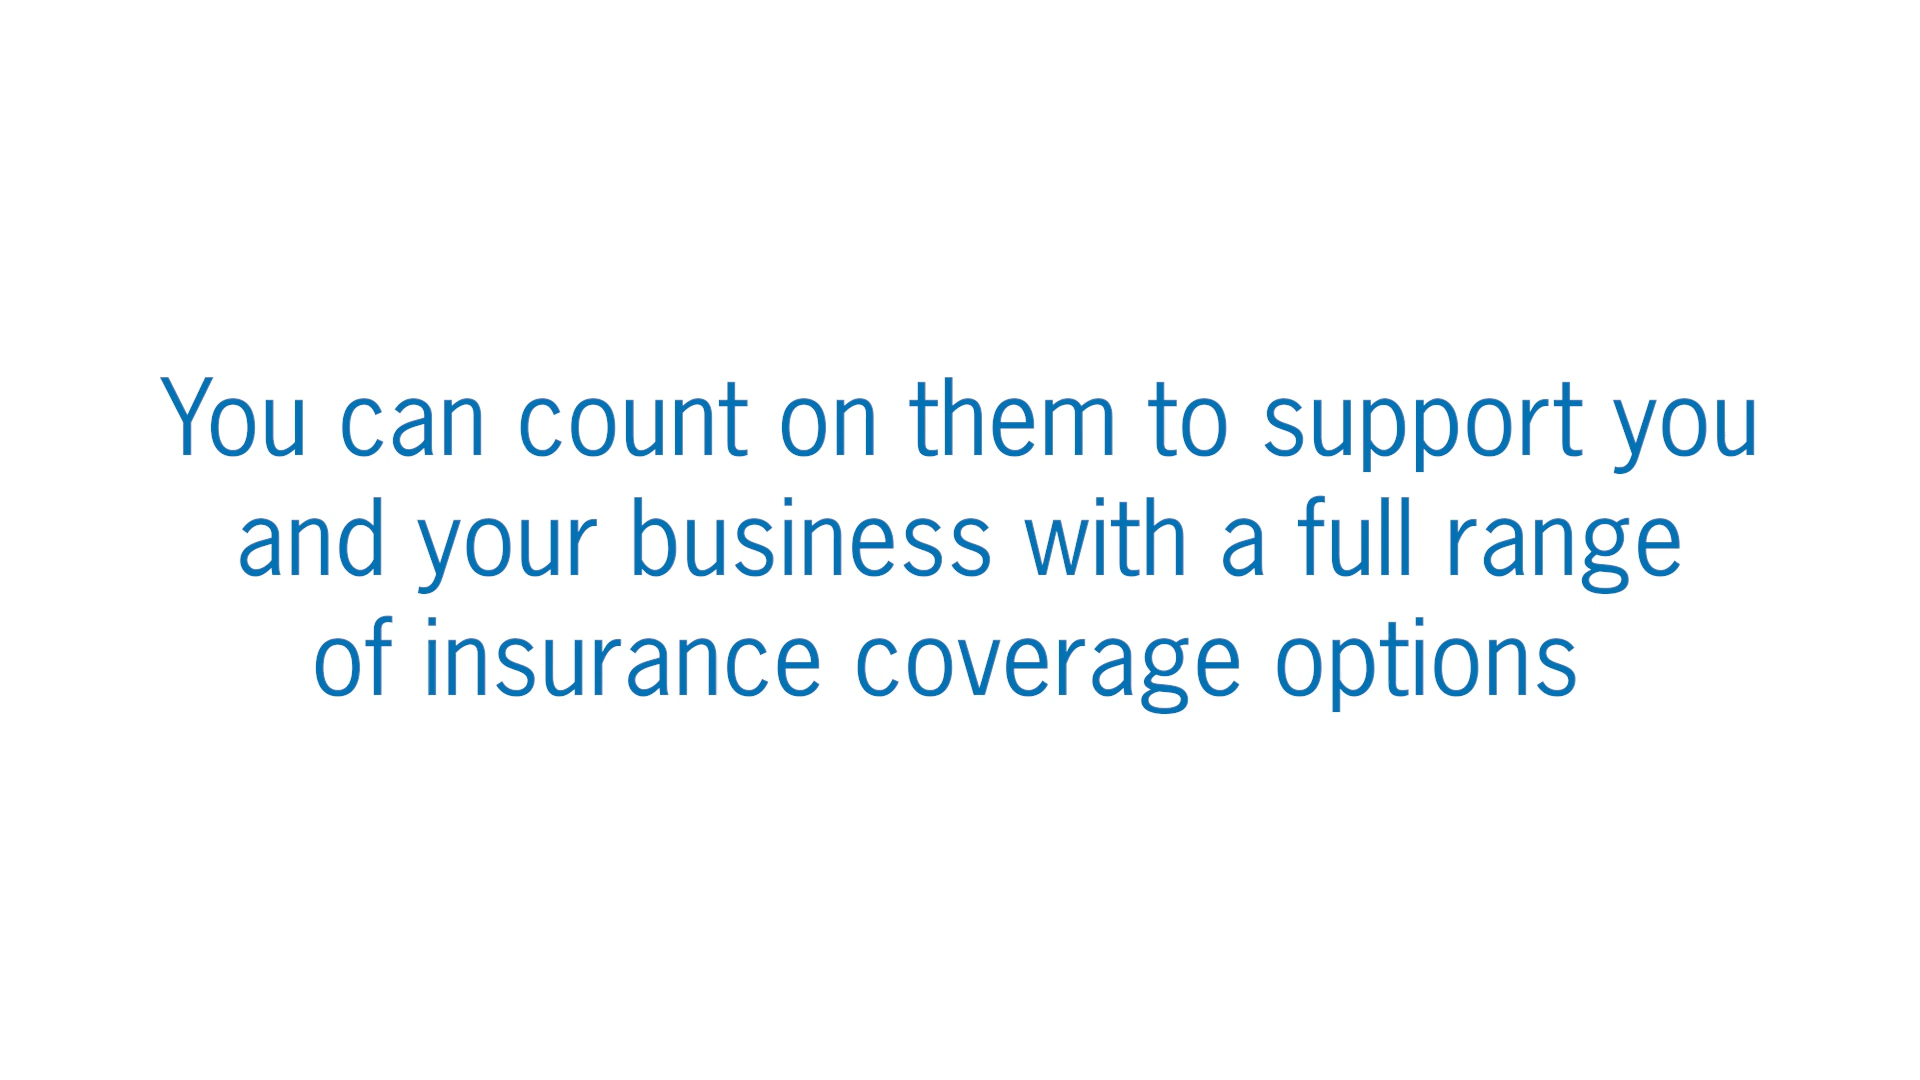 You can count on them to support you
and your business with a full range
of insurance coverage options